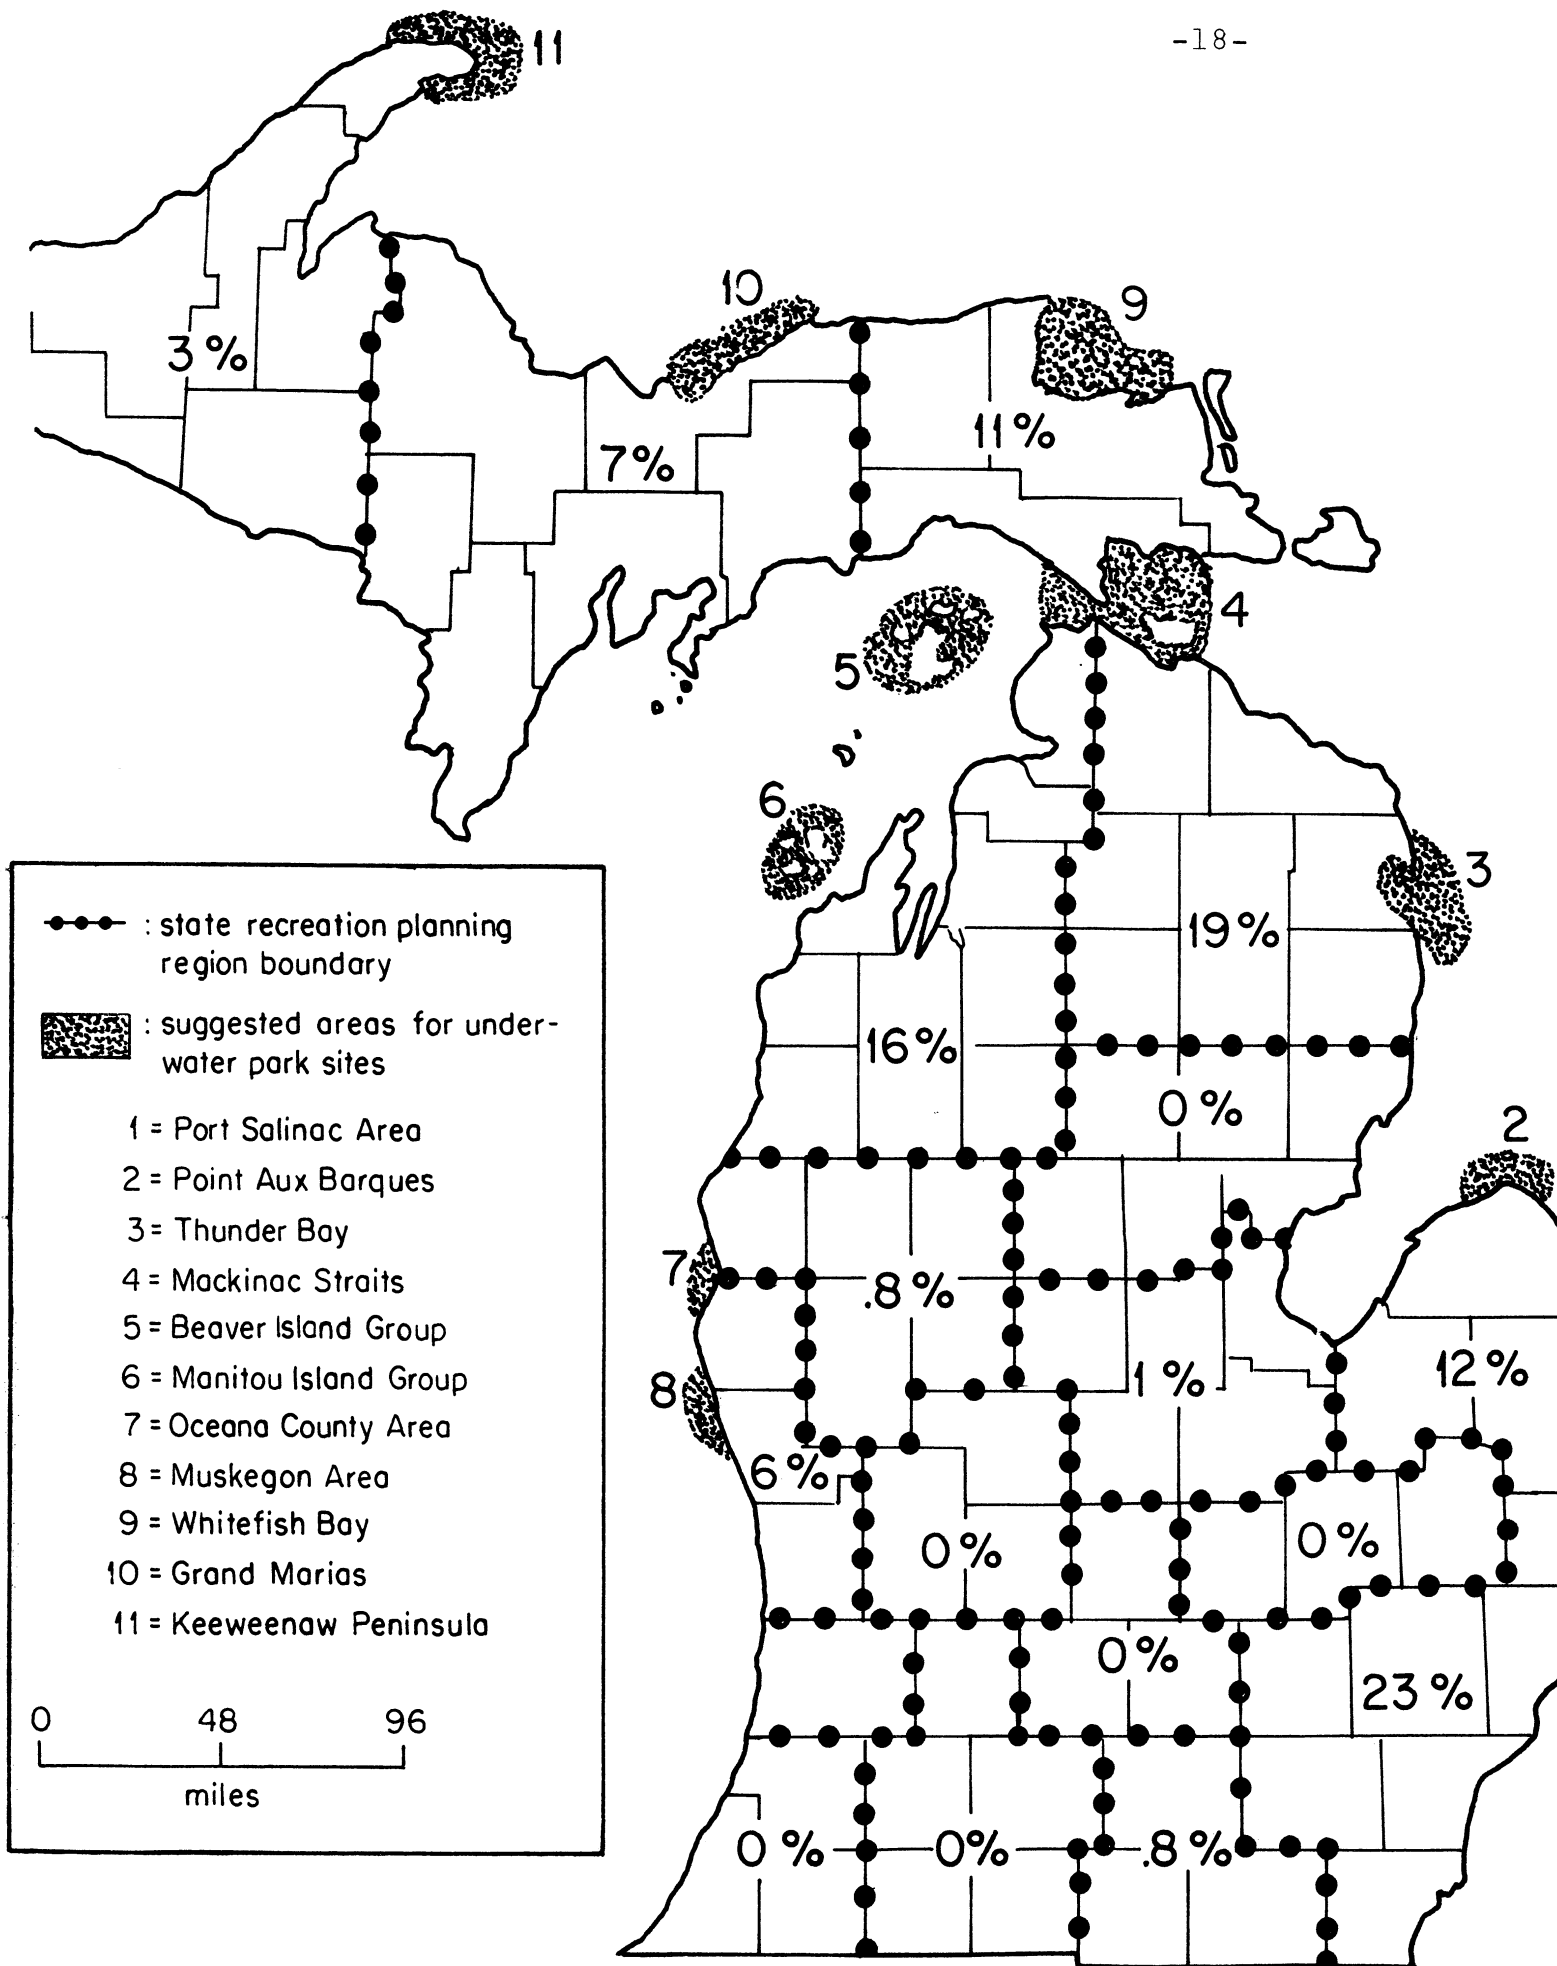 -18-
11
10
9
3%
11%
7%
4
5
6
3
19%
16%
0%
2
7
.8%
8
1%
12%
6%
0%
0%
0%
23%
0%
0%
.8%
: state recreation planning
region boundary
: suggested areas for under-
water park sites
1 = Port Salinac Area
2 = Point Aux Barques
3 = Thunder Bay
4 = Mackinac Straits
5 = Beaver Island Group
6 = Manitou Island Group
7 = Oceana County Area
8 = Muskegon Area
9 = Whitefish Bay
10 = Grand Marias
11 = Keeweenaw Peninsula
0 48 96
miles